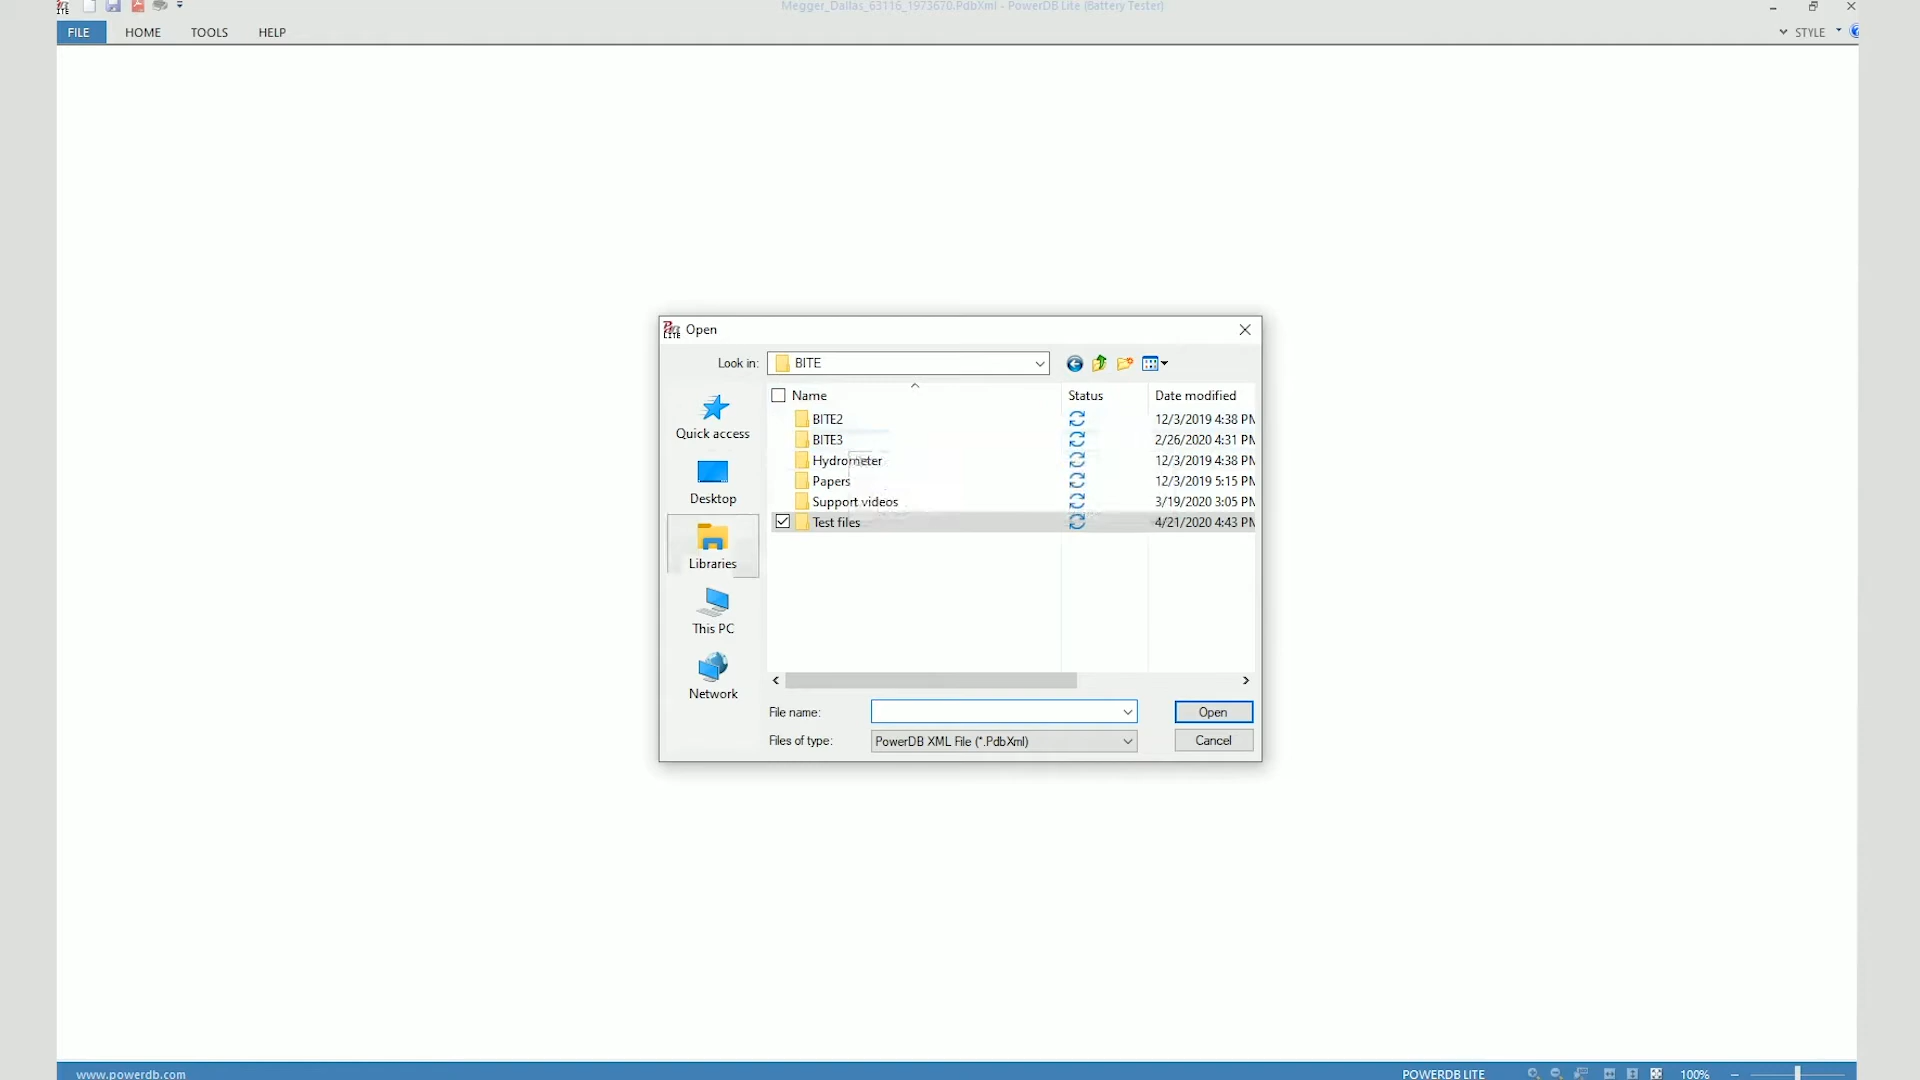 Megger_Dallas_63116_1973670.PdbXml - PowerDB Lite (Battery Tester)
FILE HOME TOOLS HELP STYLE
Open
Look in: BITE
Name Status Date modified
BITE2 12/3/2019 4:38 PM
BITE3 2/26/2020 4:31 PM
Hydrometer 12/3/2019 4:38 PM
Papers 12/3/2019 5:15 PM
Support videos 3/19/2020 3:05 PM
Test files 4/21/2020 4:43 PM
Quick access
Desktop
Libraries
This PC
Network
File name: Open
Files of type: PowerDB XML File (*.PdbXml) Cancel
www.powerdb.com POWERDB LITE 100%